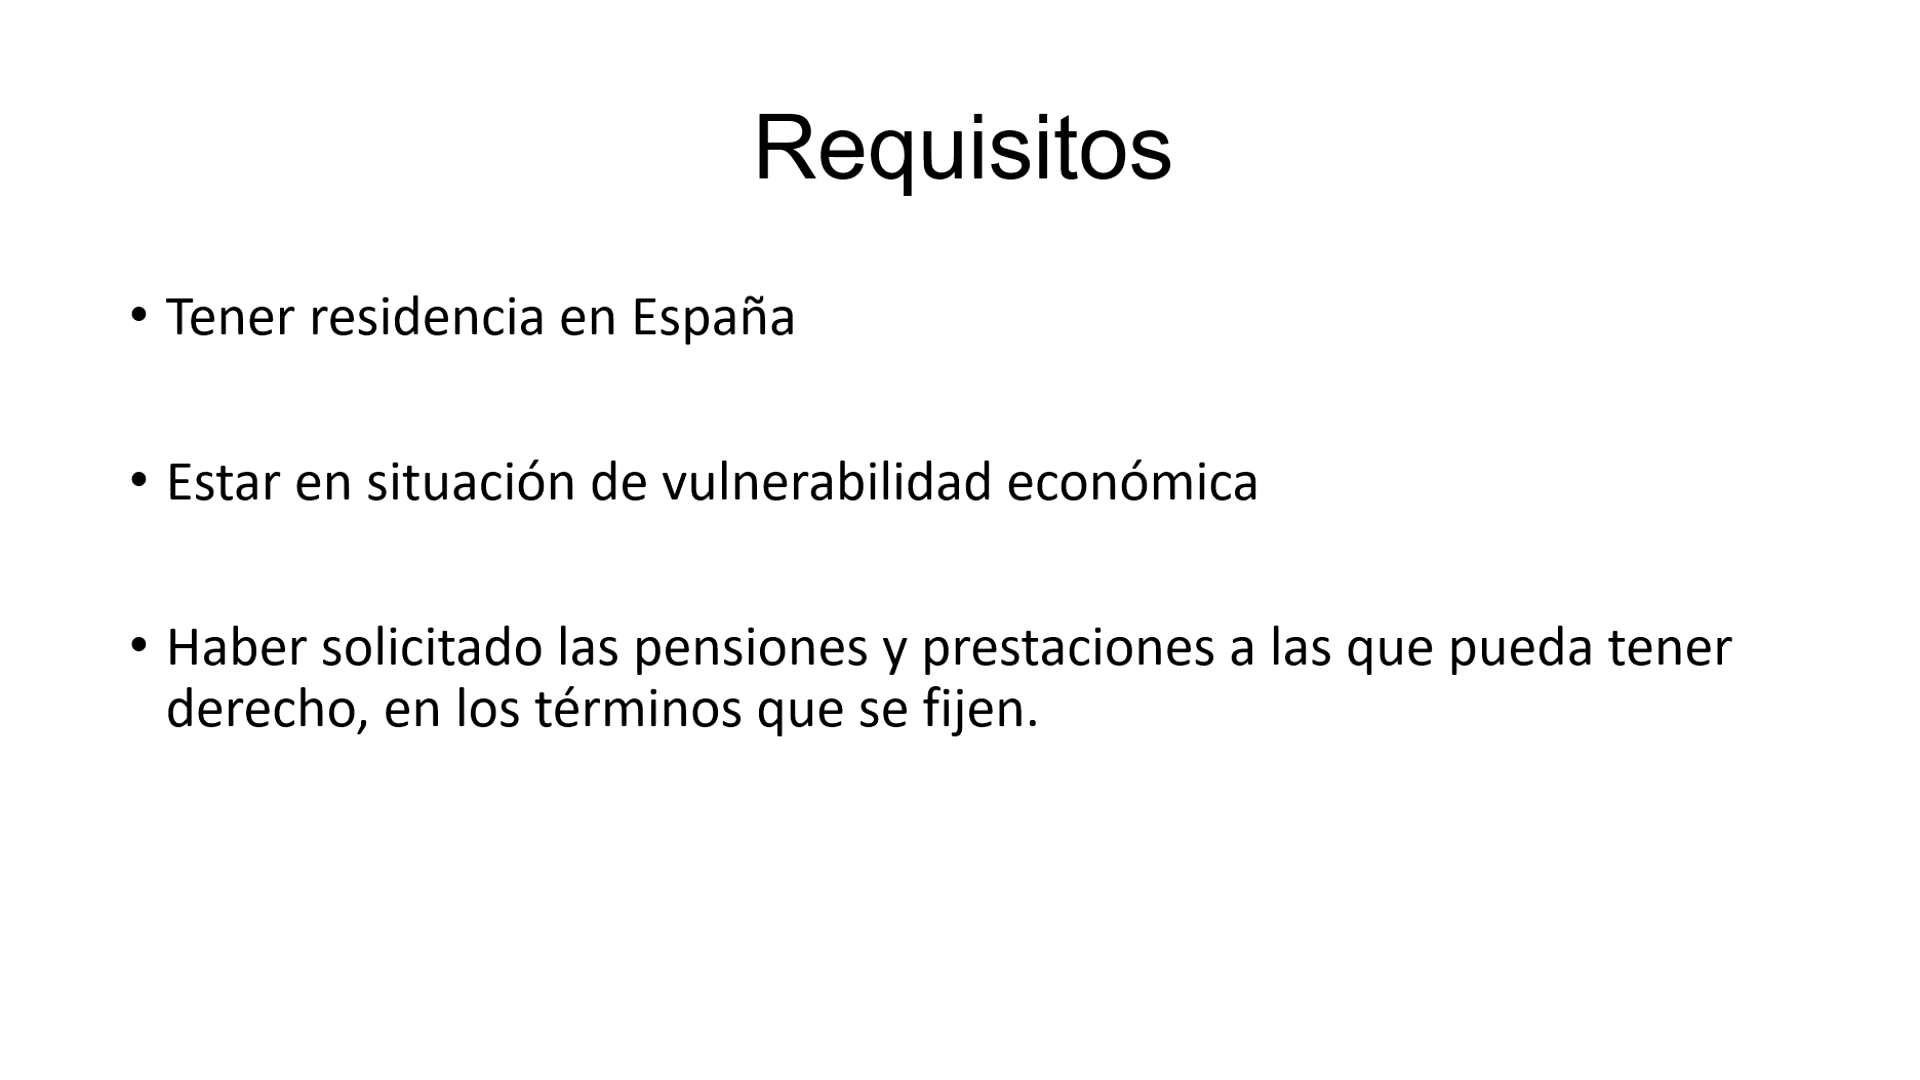 Requisitos
• Tener residencia en España
• Estar en situación de vulnerabilidad económica
• Haber solicitado las pensiones y prestaciones a las que pueda tener
derecho, en los términos que se fijen.